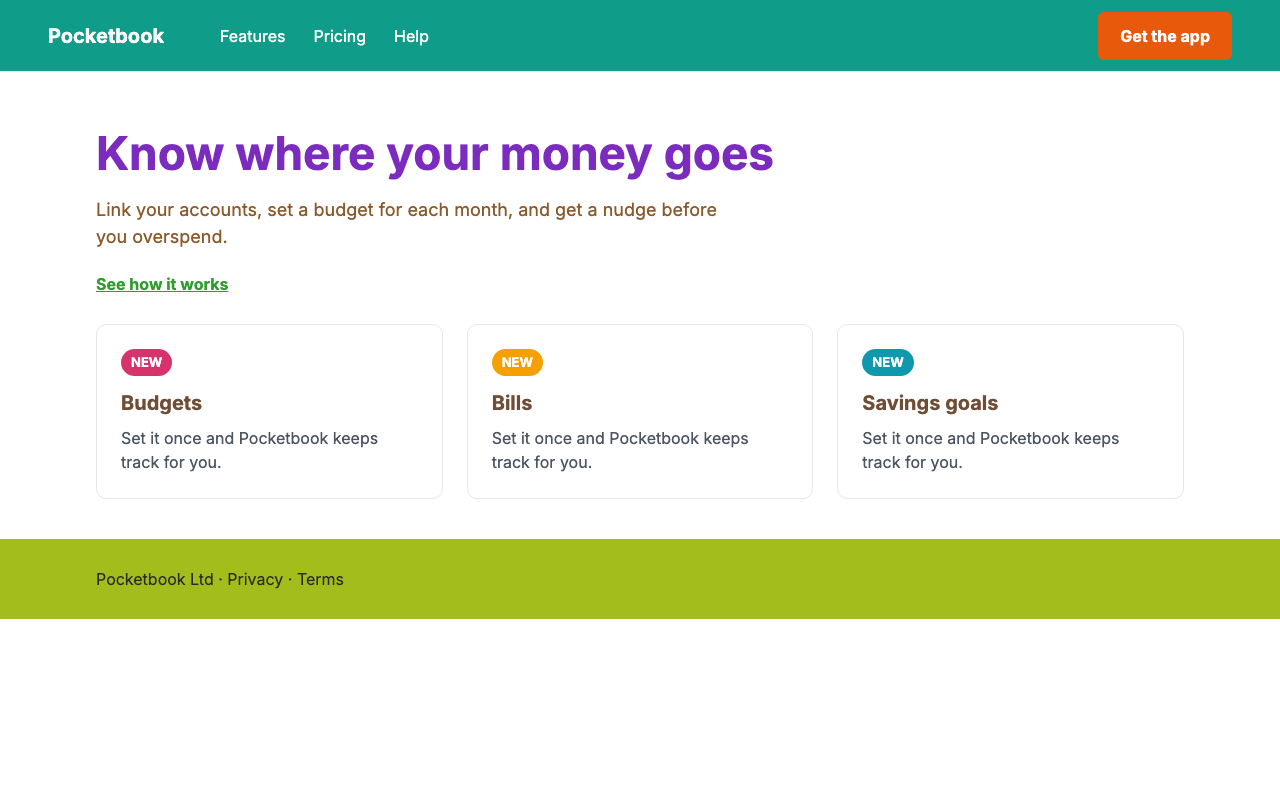 Pocketbook
Features
Pricing
Help
Get the app
Know where your money goes
Link your accounts, set a budget for each month, and get a nudge before
you overspend.
See how it works
NEW
Budgets
Set it once and Pocketbook keeps
track for you.
NEW
Bills
Set it once and Pocketbook keeps
track for you.
NEW
Savings goals
Set it once and Pocketbook keeps
track for you.
Pocketbook Ltd · Privacy · Terms